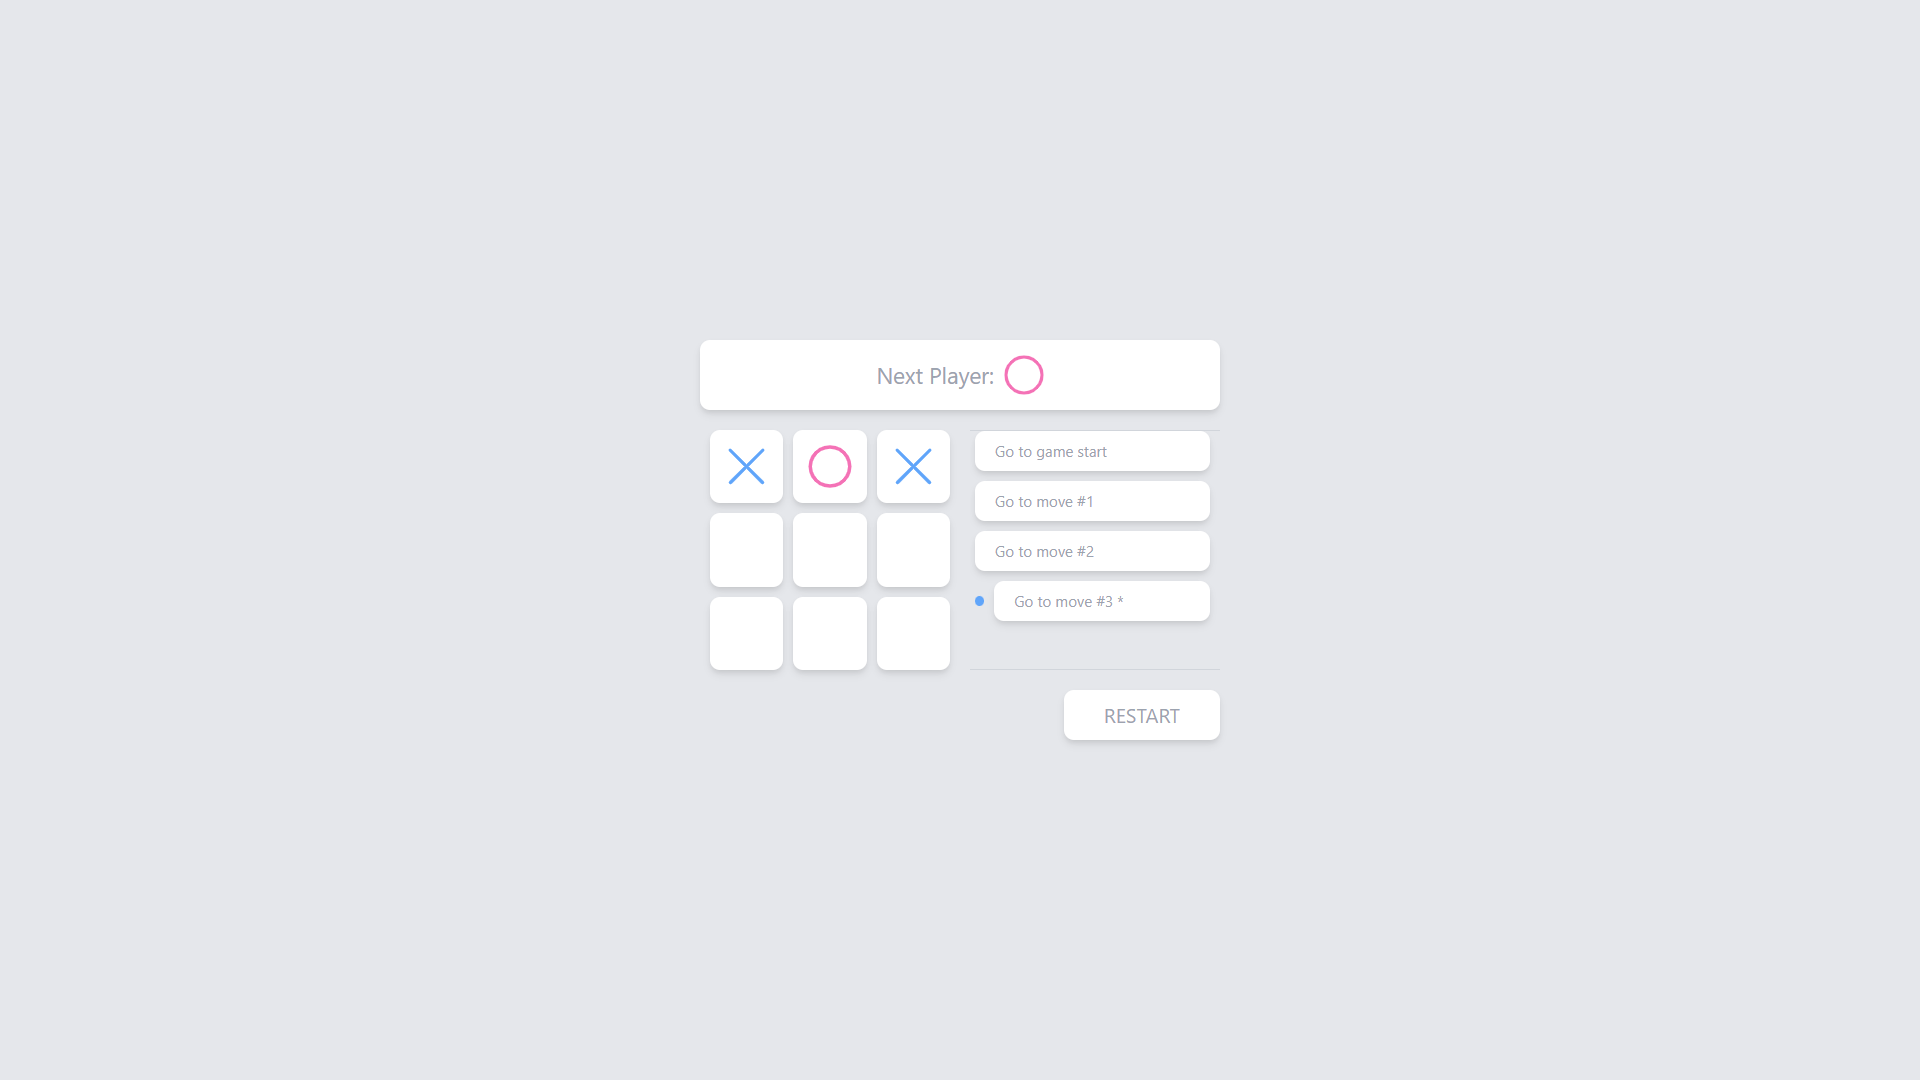 Next Player:
Go to game start
Go to move #1
Go to move #2
Go to move #3 *
RESTART